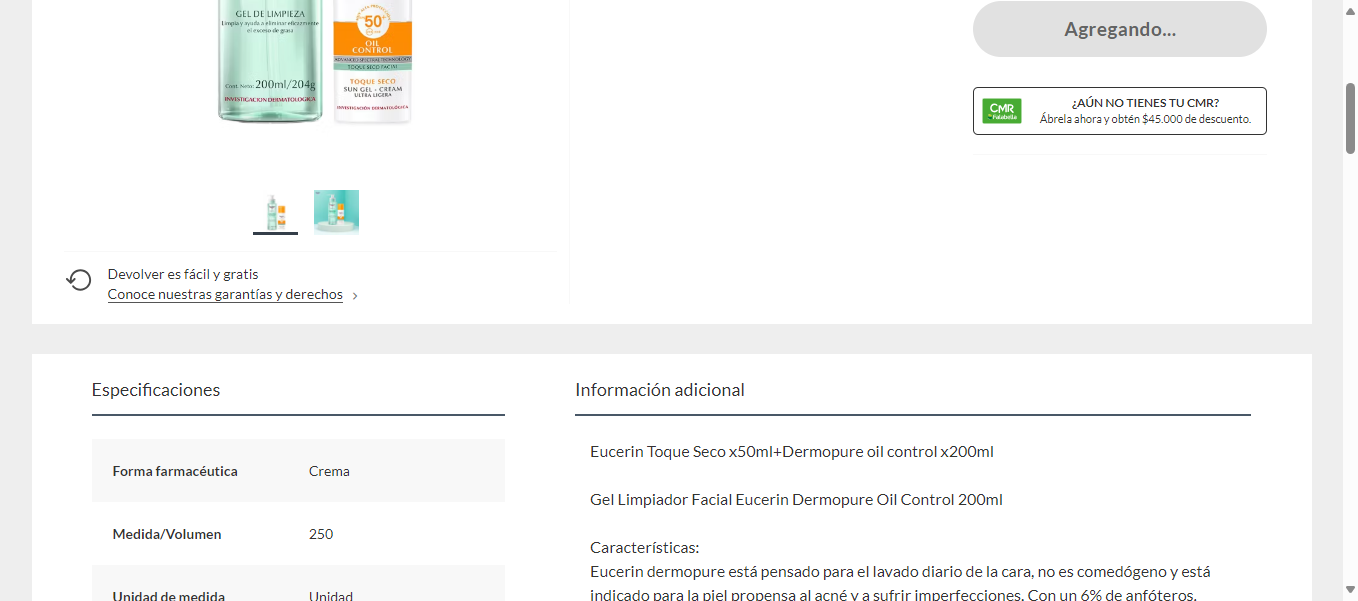 GEL DE LIMPIEZA
Limpia y ayuda a eliminar eficazmente
el exceso de grasa
Cont. Neto: 200ml/204g
INVESTIGACION DERMATOLOGICA
50+
OIL
CONTROL
ADVANCED SPECTRAL TECHNOLOGY
TOQUE SECO FACIAL
TOQUE SECO
SUN GEL - CREAM
ULTRA LIGERA
INVESTIGACIÓN DERMATOLÓGICA
Agregando...
CMR
Falabella
¿AÚN NO TIENES TU CMR?
Ábrela ahora y obtén $45.000 de descuento.
Devolver es fácil y gratis
Conoce nuestras garantías y derechos
Especificaciones
Forma farmacéutica Crema
Medida/Volumen 250
Unidad de medida Unidad
Información adicional
Eucerin Toque Seco x50ml+Dermopure oil control x200ml
Gel Limpiador Facial Eucerin Dermopure Oil Control 200ml
Características:
Eucerin dermopure está pensado para el lavado diario de la cara, no es comedógeno y está
indicado para la piel propensa al acné y a sufrir imperfecciones. Con un 6% de anfóteros,